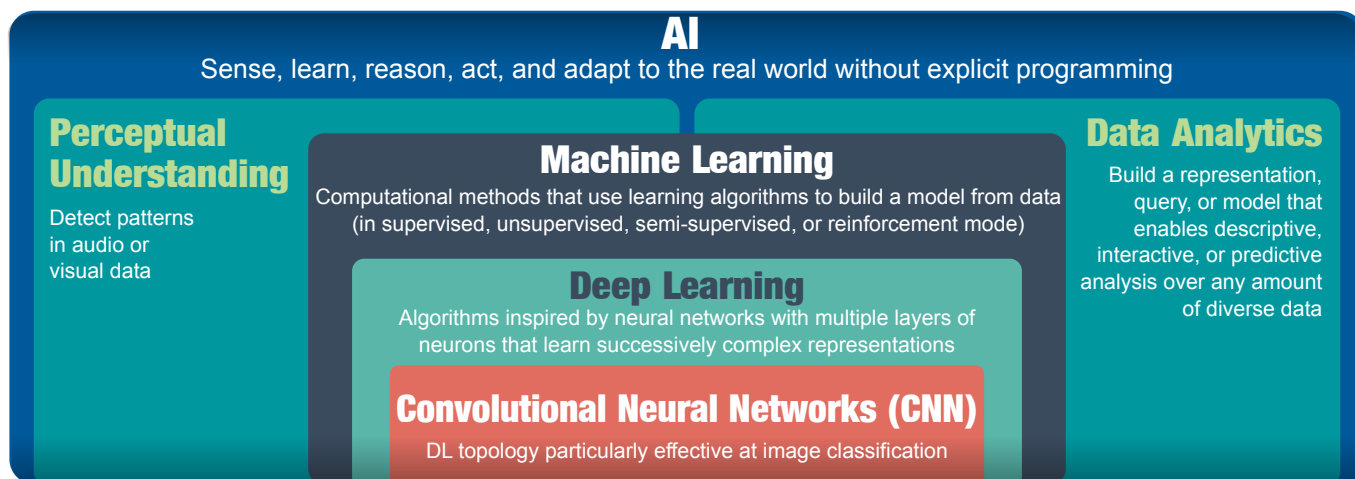 AI
Sense, learn, reason, act, and adapt to the real world without explicit programming
Perceptual
Understanding
Detect patterns
in audio or
visual data
Machine Learning
Computational methods that use learning algorithms to build a model from data
(in supervised, unsupervised, semi-supervised, or reinforcement mode)
Deep Learning
Algorithms inspired by neural networks with multiple layers of
neurons that learn successively complex representations
Convolutional Neural Networks (CNN)
DL topology particularly effective at image classification
Data Analytics
Build a representation,
query, or model that
enables descriptive,
interactive, or predictive
analysis over any amount
of diverse data